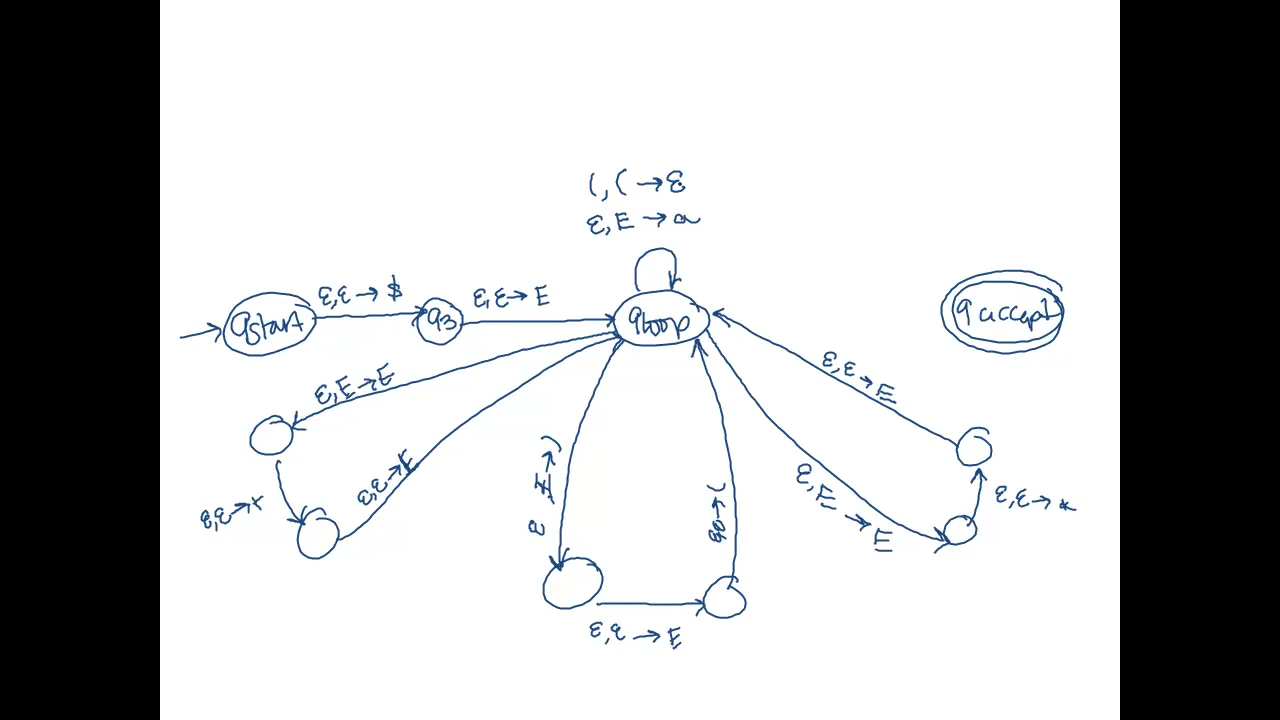 (, ( → ε
ε, E → a
qstart
ε,ε → $
q3
ε,ε → E
qloop
qaccept
ε,E → E
ε,ε → E
ε,ε → +
ε,ε → E
ε,E → E
ε,ε → *
→ )
→ (
ε,ε → E